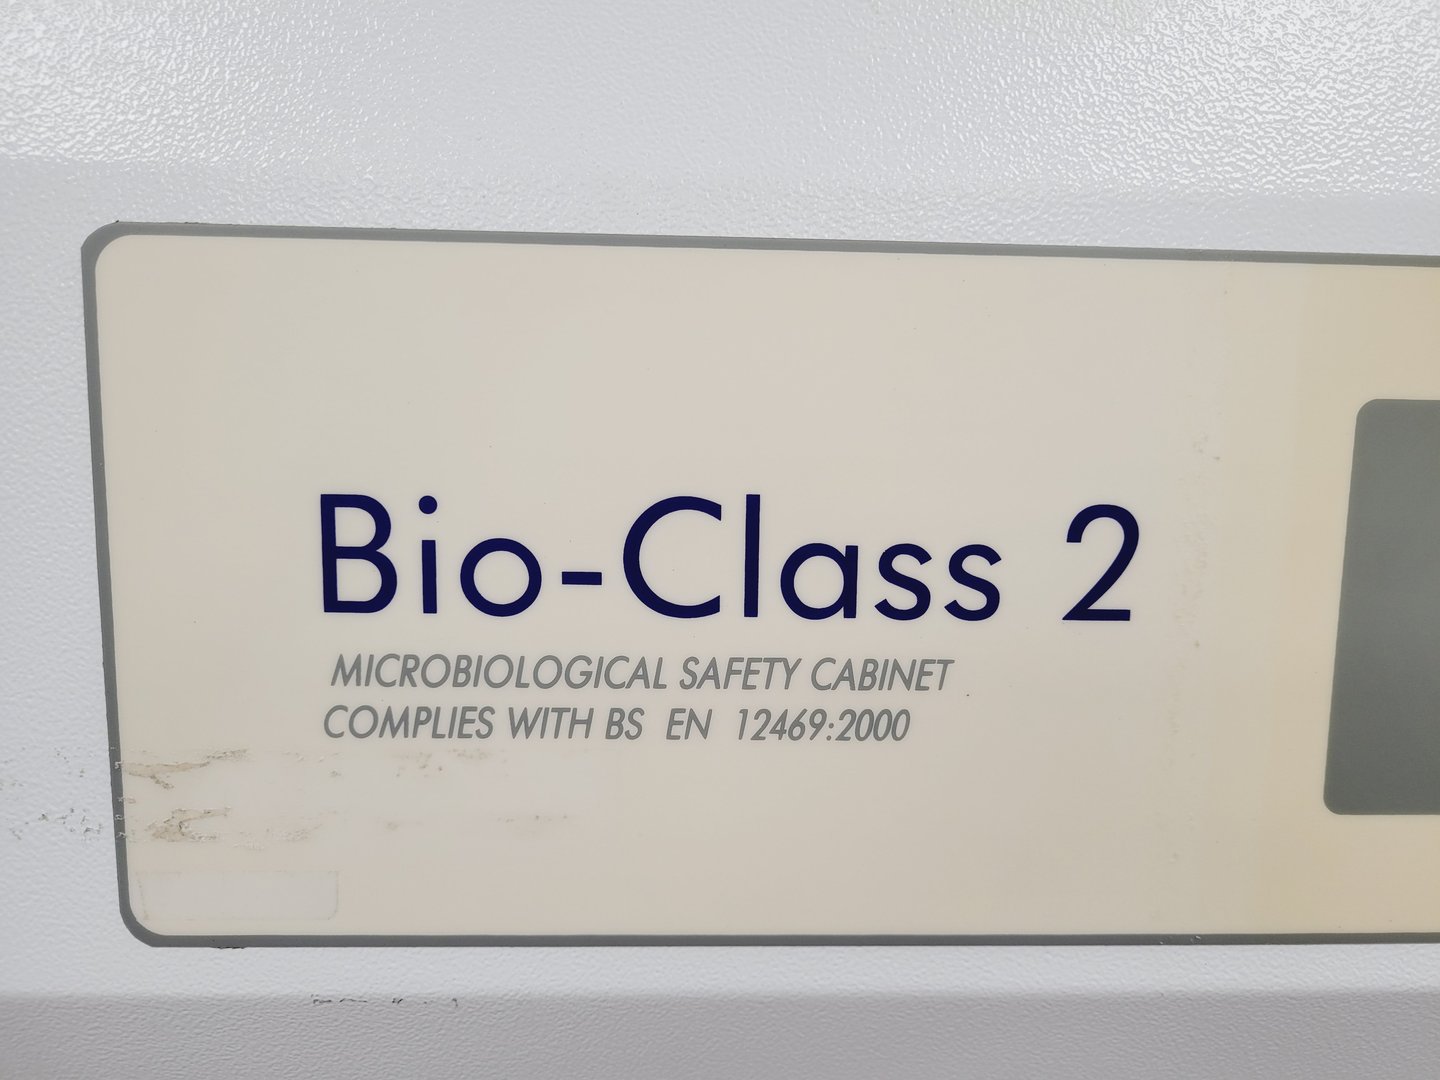 Bio-Class 2
MICROBIOLOGICAL SAFETY CABINET
COMPLIES WITH BS EN 12469:2000